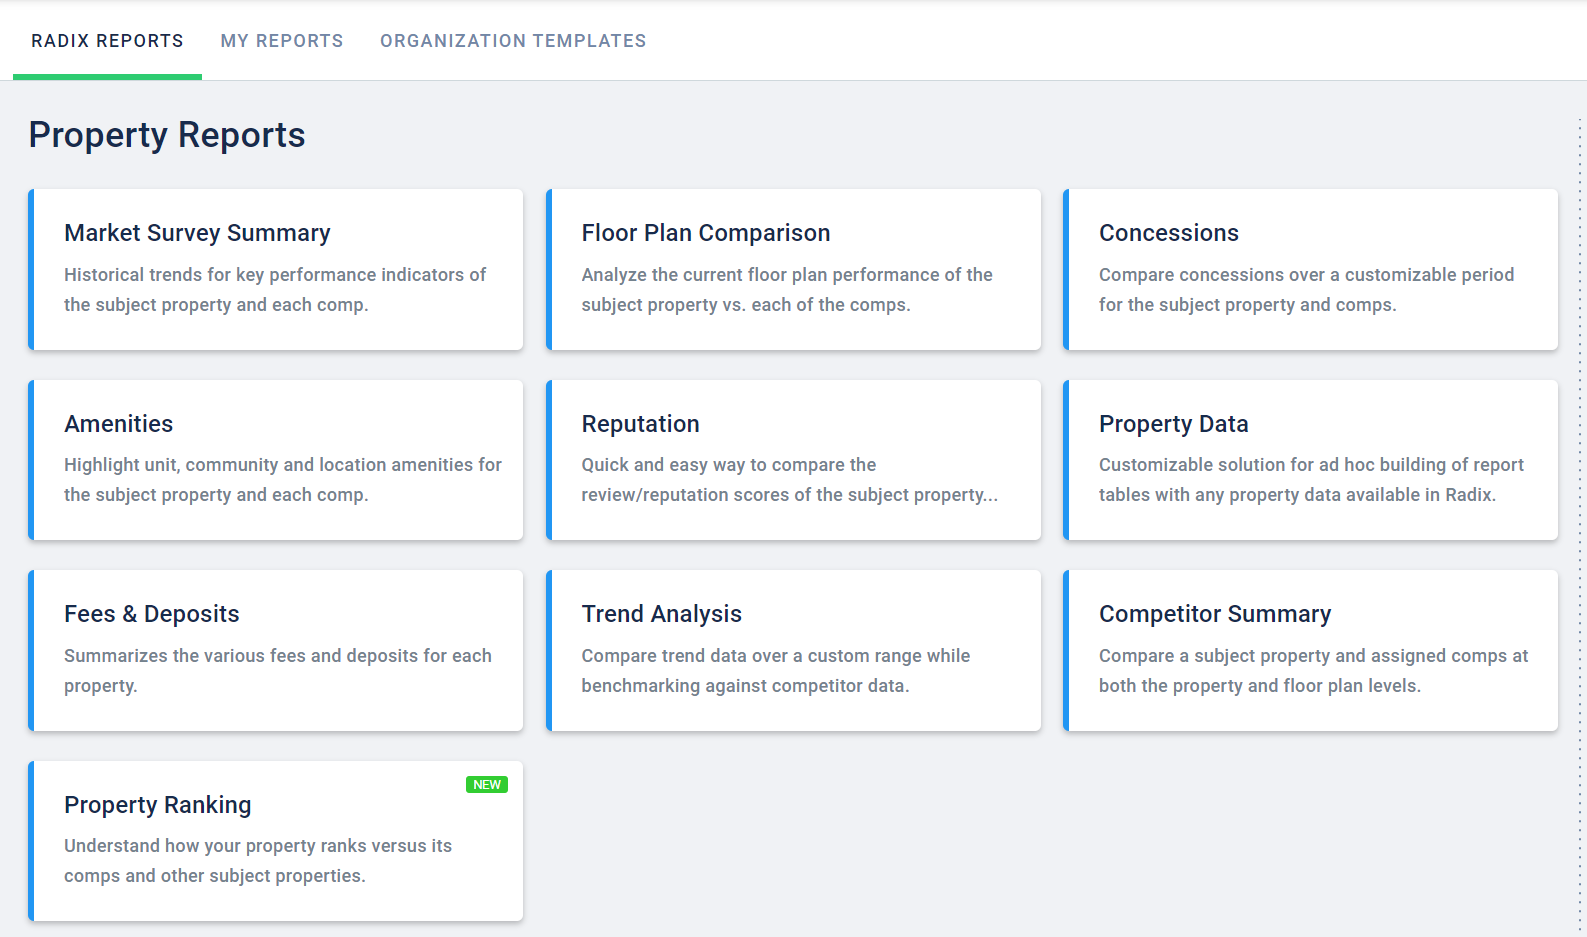 RADIX REPORTS MY REPORTS ORGANIZATION TEMPLATES
Property Reports
Market Survey Summary
Historical trends for key performance indicators of
the subject property and each comp.
Floor Plan Comparison
Analyze the current floor plan performance of the
subject property vs. each of the comps.
Concessions
Compare concessions over a customizable period
for the subject property and comps.
Amenities
Highlight unit, community and location amenities for
the subject property and each comp.
Reputation
Quick and easy way to compare the
review/reputation scores of the subject property...
Property Data
Customizable solution for ad hoc building of report
tables with any property data available in Radix.
Fees & Deposits
Summarizes the various fees and deposits for each
property.
Trend Analysis
Compare trend data over a custom range while
benchmarking against competitor data.
Competitor Summary
Compare a subject property and assigned comps at
both the property and floor plan levels.
NEW
Property Ranking
Understand how your property ranks versus its
comps and other subject properties.